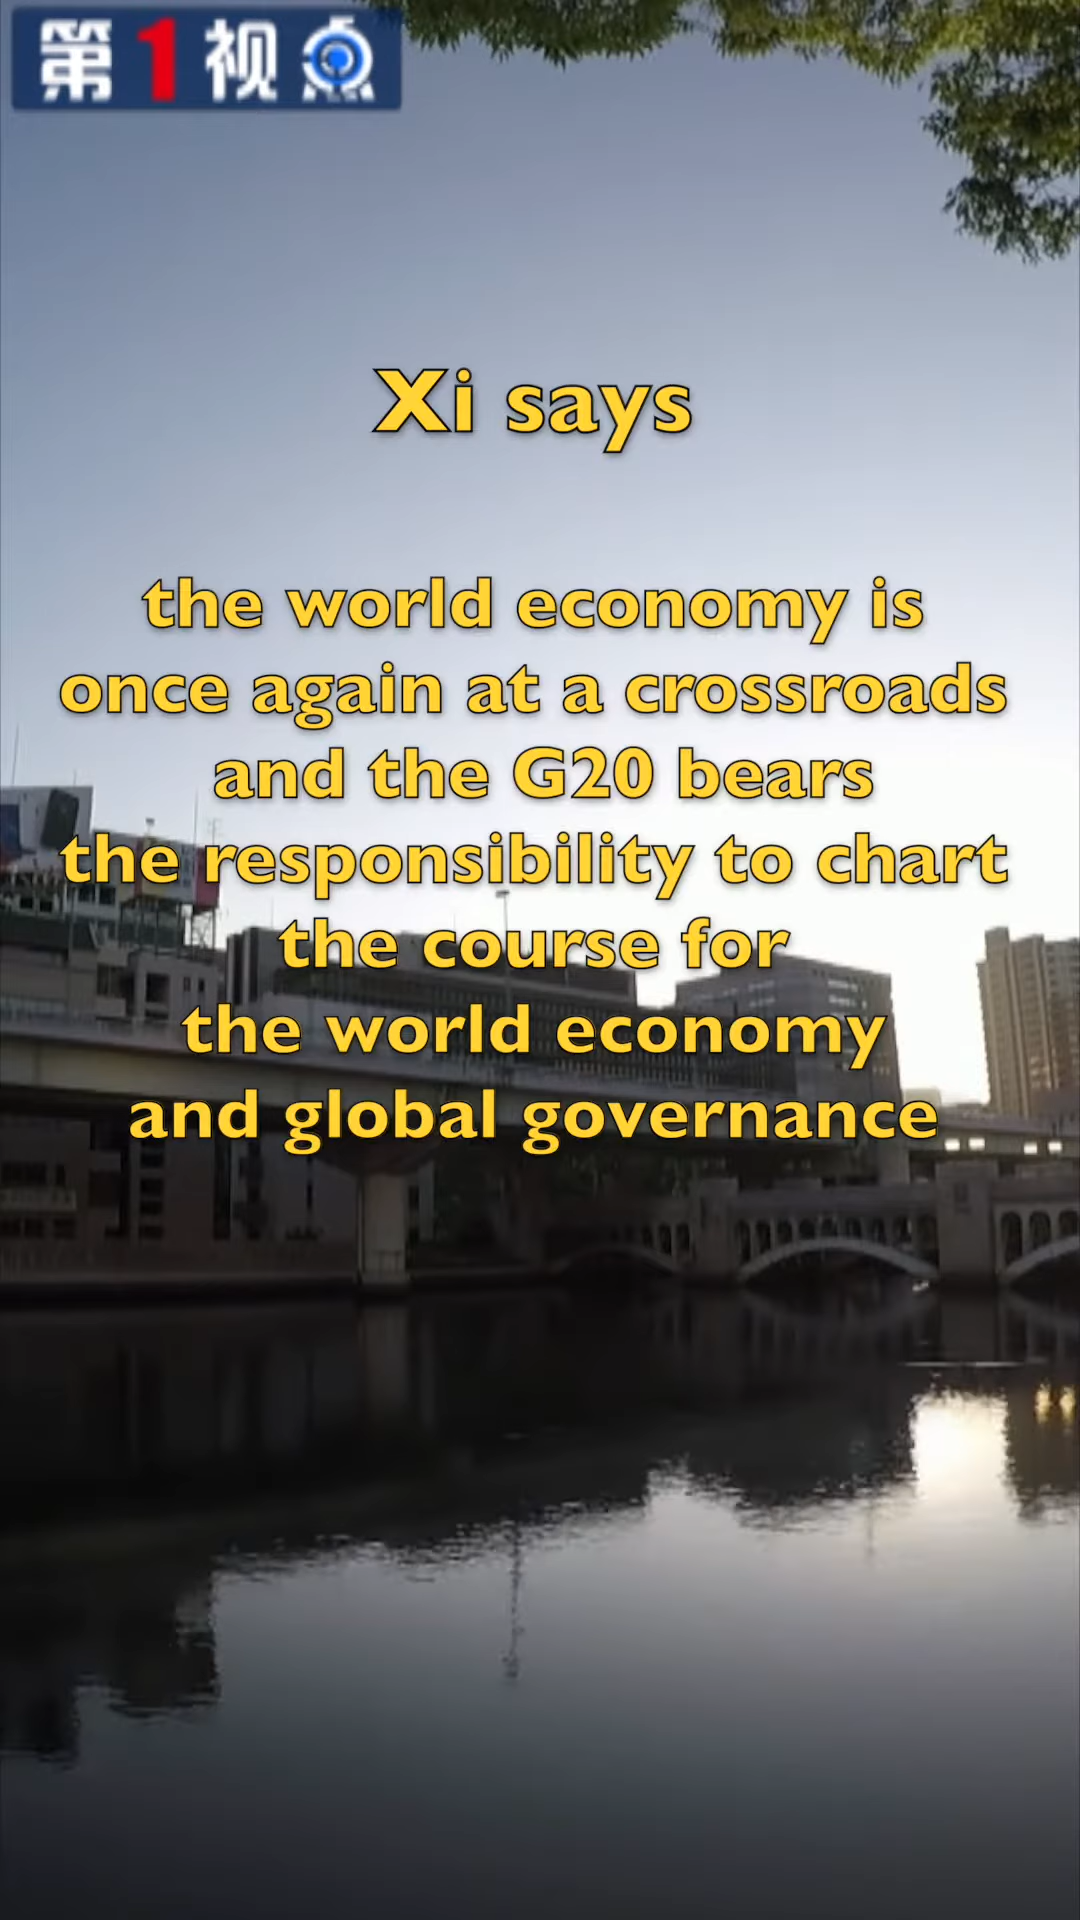 第1视点
Xi says
the world economy is
once again at a crossroads
and the G20 bears
the responsibility to chart
the course for
the world economy
and global governance